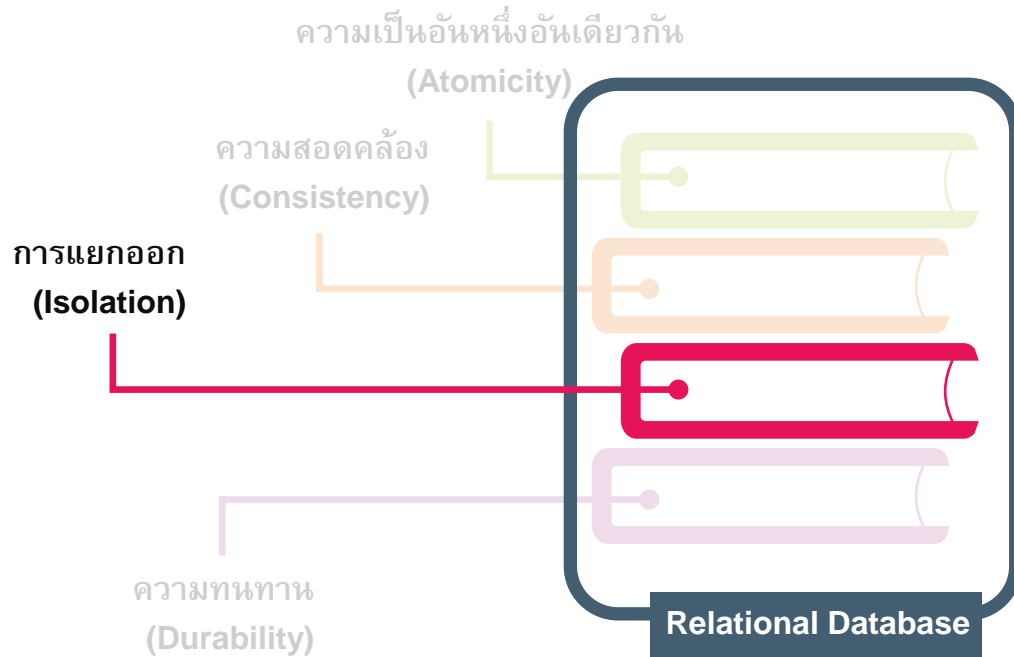 ความเป็นอันหนึ่งอันเดียวกัน
(Atomicity)
ความสอดคล้อง
(Consistency)
การแยกออก
(Isolation)
ความทนทาน
(Durability)
Relational Database